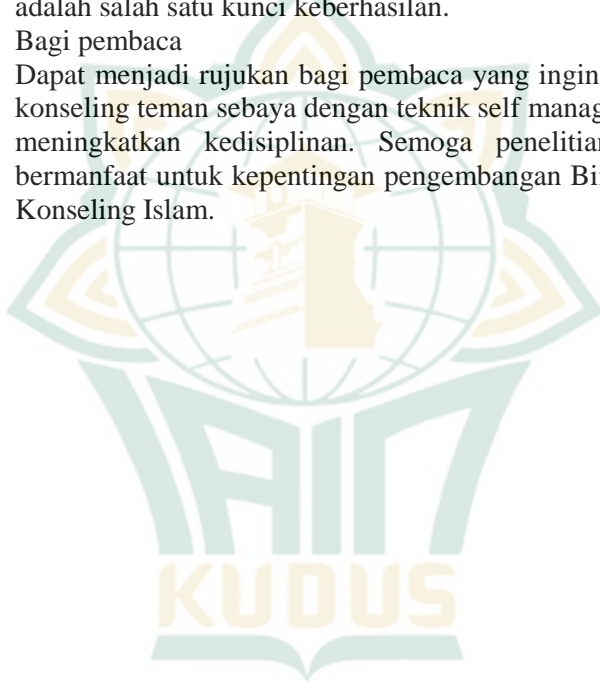 adalah salah satu kunci keberhasilan.
Bagi pembaca
Dapat menjadi rujukan bagi pembaca yang ingin
konseling teman sebaya dengan teknik self manag
meningkatkan kedisiplinan. Semoga penelitian
bermanfaat untuk kepentingan pengembangan Bi
Konseling Islam.
IAIN
KUDUS